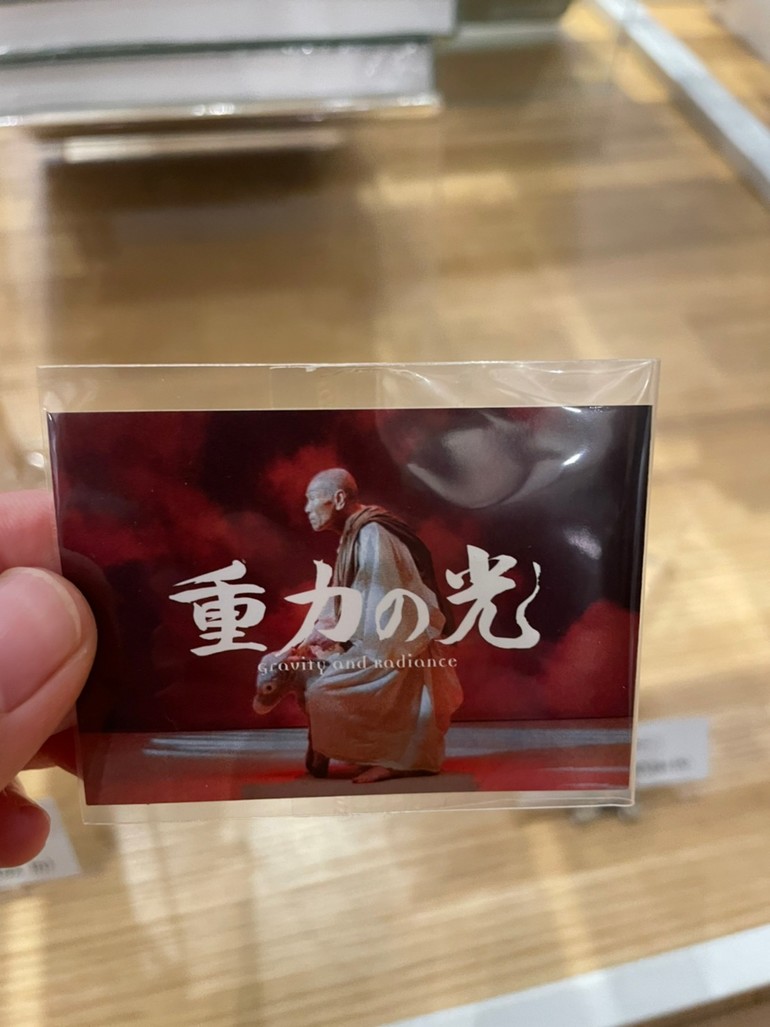 重力の光
Gravity and Radiance